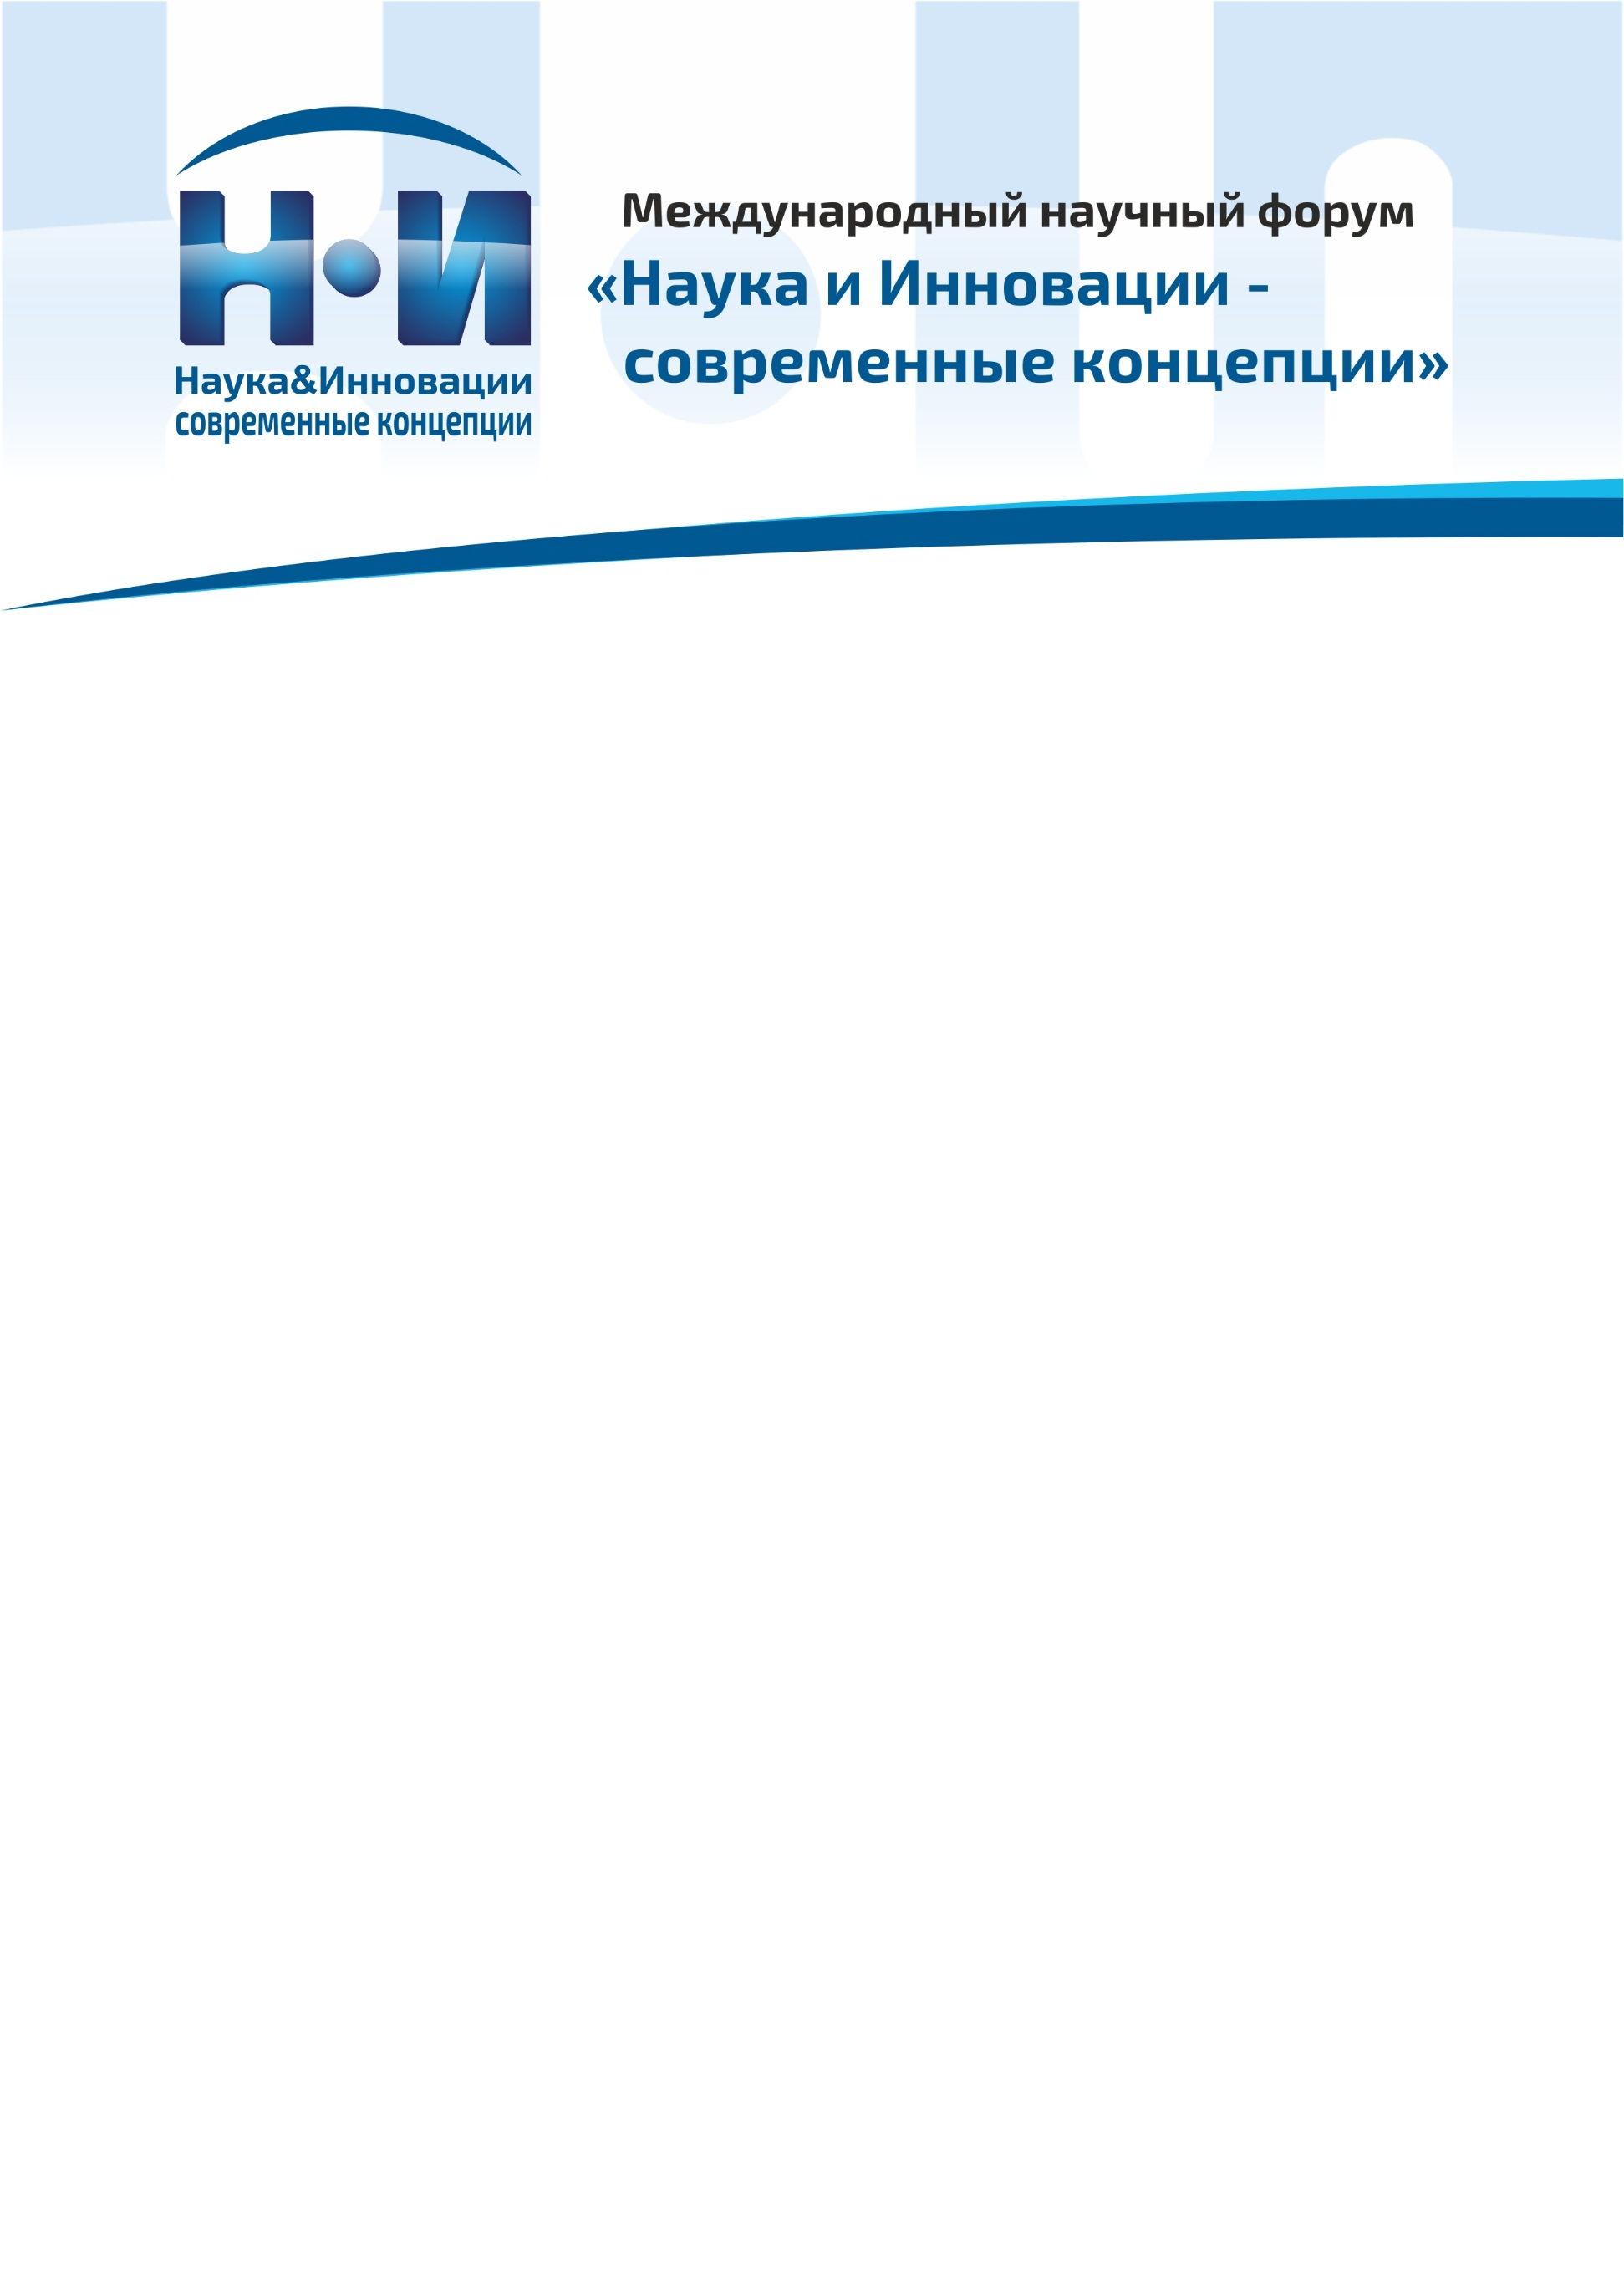 Н·И
Наука&Инновации
современные концепции
Международный научный форум
«Наука и Инновации -
современные концепции»